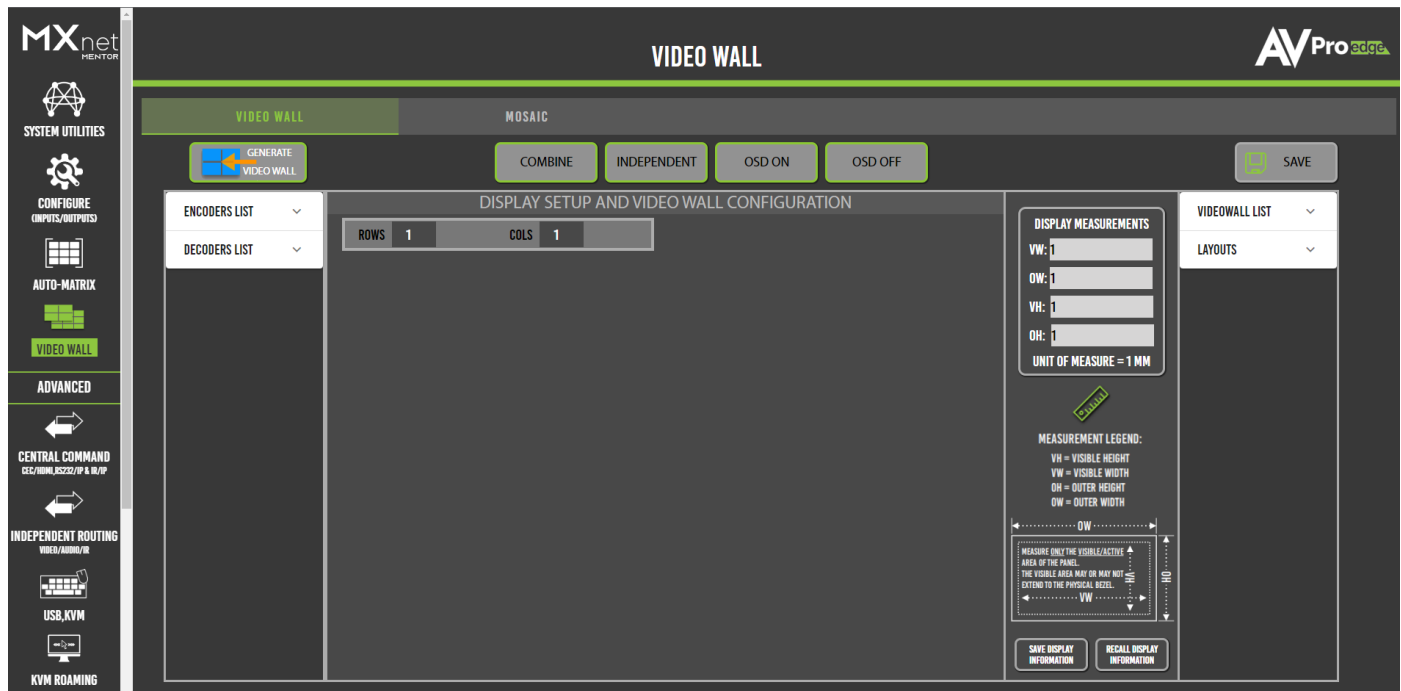 MXnet
MENTOR
VIDEO WALL
AVPro edge
SYSTEM UTILITIES
CONFIGURE
(INPUTS/OUTPUTS)
AUTO-MATRIX
VIDEO WALL
ADVANCED
CENTRAL COMMAND
CEC/HDMI,RS232/IP & IR/IP
INDEPENDENT ROUTING
VIDEO/AUDIO/IR
USB,KVM
KVM ROAMING
VIDEO WALL
MOSAIC
GENERATE
VIDEO WALL
COMBINE
INDEPENDENT
OSD ON
OSD OFF
SAVE
ENCODERS LIST
DECODERS LIST
DISPLAY SETUP AND VIDEO WALL CONFIGURATION
ROWS 1 COLS 1
DISPLAY MEASUREMENTS
VW: 1
OW: 1
VH: 1
OH: 1
UNIT OF MEASURE = 1 MM
MEASUREMENT LEGEND:
VH = VISIBLE HEIGHT
VW = VISIBLE WIDTH
OH = OUTER HEIGHT
OW = OUTER WIDTH
OW
MEASURE ONLY THE VISIBLE/ACTIVE
AREA OF THE PANEL.
THE VISIBLE AREA MAY OR MAY NOT
EXTEND TO THE PHYSICAL BEZEL.
VW
VH
OH
SAVE DISPLAY
INFORMATION
RECALL DISPLAY
INFORMATION
VIDEOWALL LIST
LAYOUTS